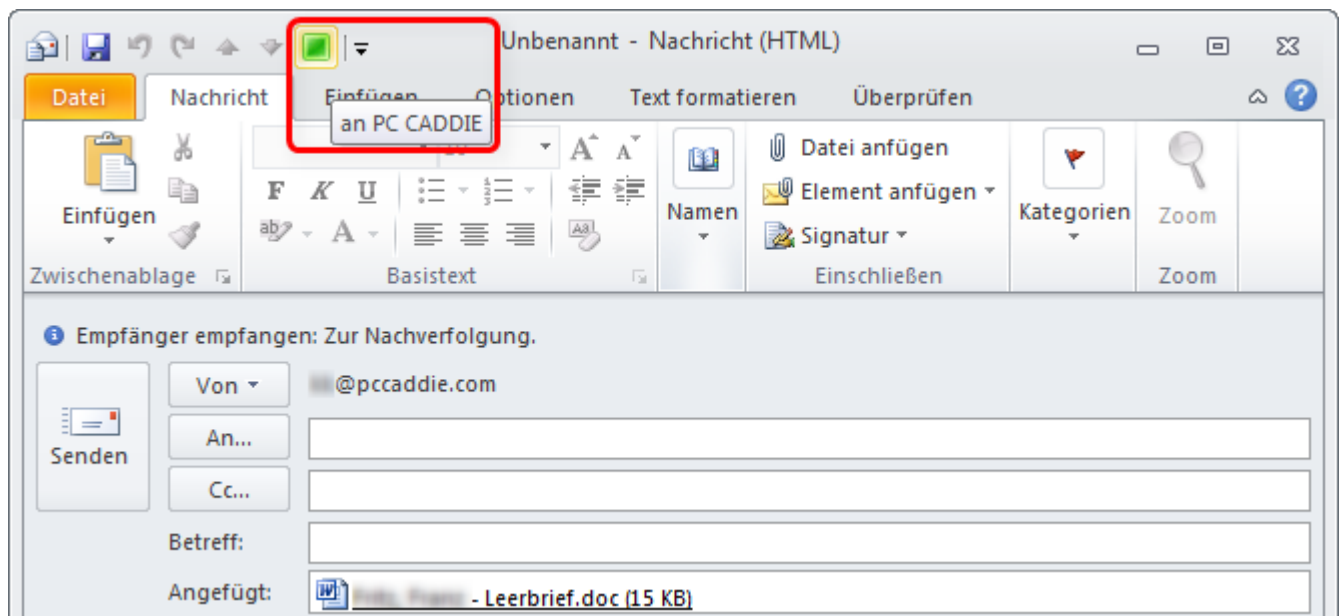 Unbenannt - Nachricht (HTML)
Datei Nachricht Einfügen Optionen Text formatieren Überprüfen
an PC CADDIE
Einfügen
F K U
Namen
Datei anfügen
Element anfügen
Signatur
Kategorien
Zoom
Zwischenablage Basistext Einschließen Zoom
Empfänger empfangen: Zur Nachverfolgung.
Senden
Von @pccaddie.com
An...
Cc...
Betreff:
Angefügt: - Leerbrief.doc (15 KB)